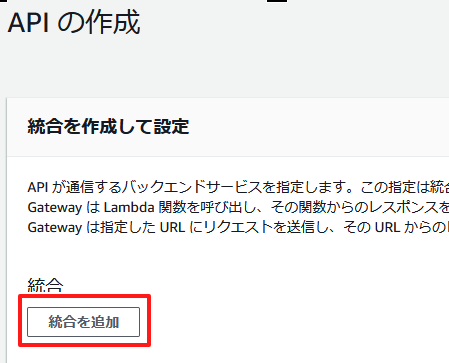 API の作成
統合を作成して設定
API が通信するバックエンドサービスを指定します。この指定は統合
Gateway は Lambda 関数を呼び出し、その関数からのレスポンスを
Gateway は指定した URL にリクエストを送信し、その URL からの
統合
統合を追加